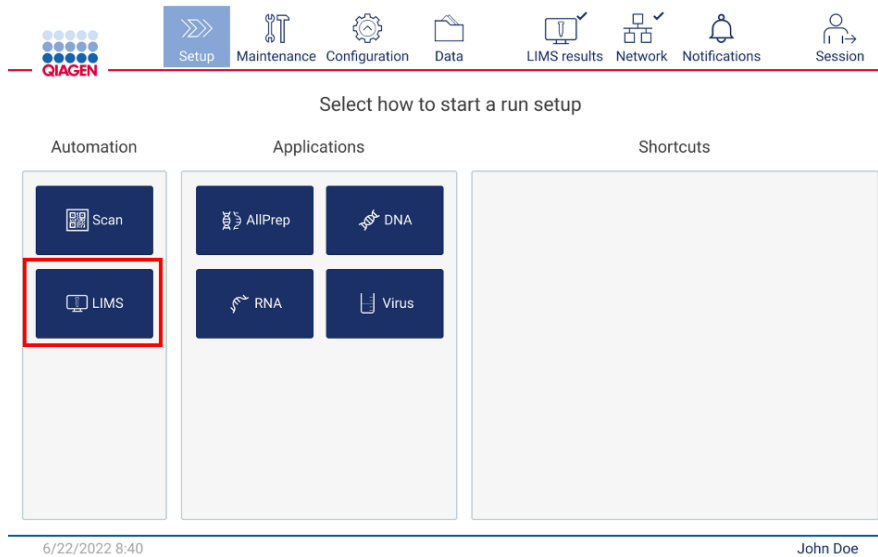 QIAGEN
Setup Maintenance Configuration Data LIMS results Network Notifications Session
Select how to start a run setup
Automation Applications Shortcuts
Scan AllPrep DNA
LIMS RNA Virus
6/22/2022 8:40 John Doe